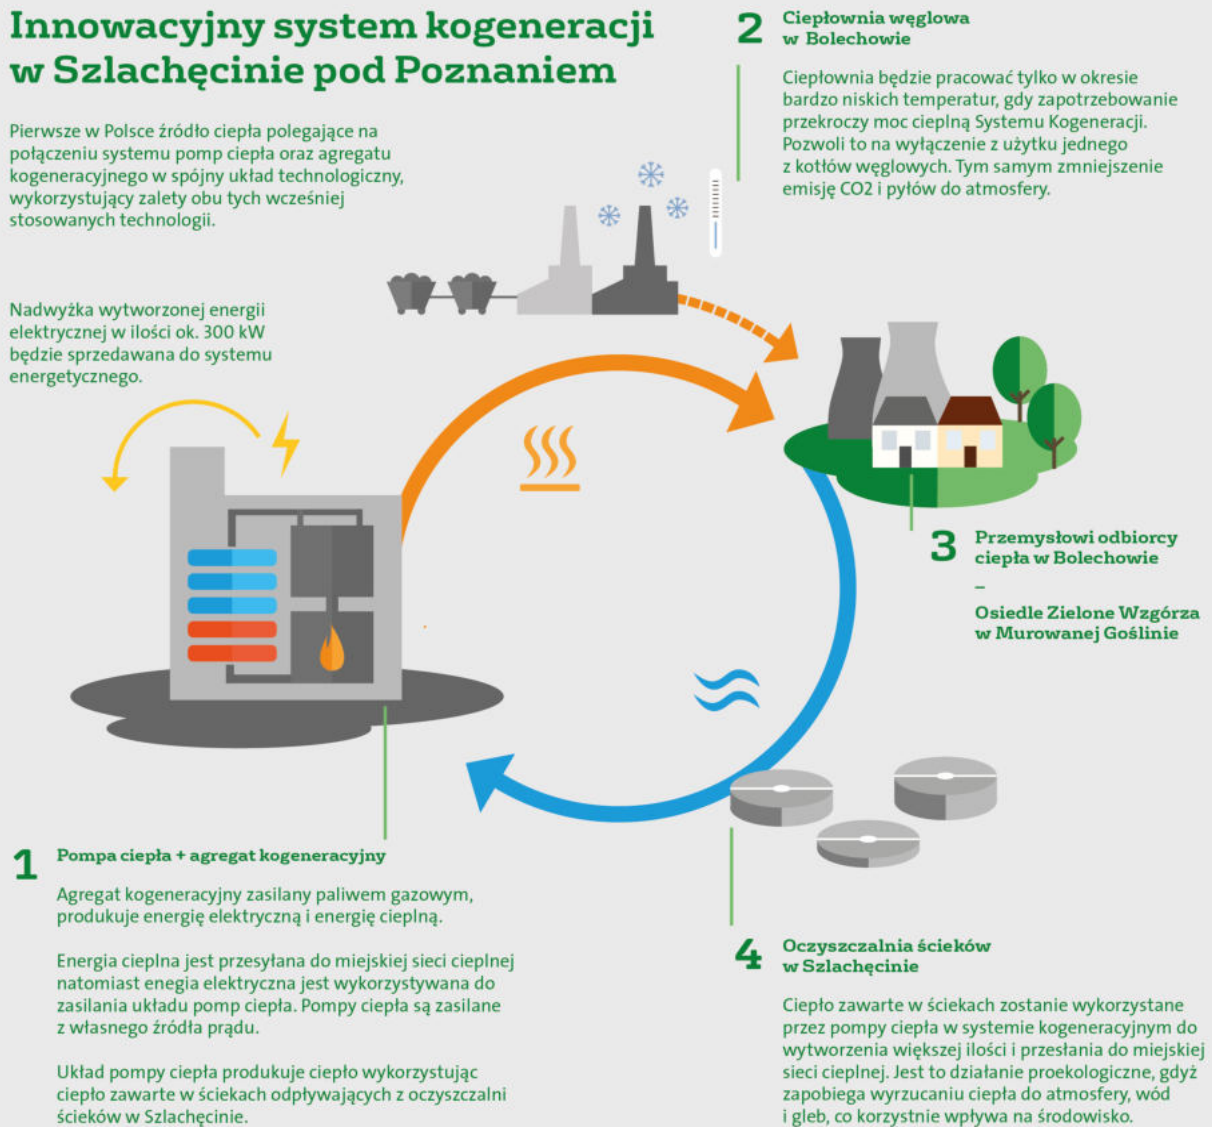 Innowacyjny system kogeneracji
w Szlachęcinie pod Poznaniem
Pierwsze w Polsce źródło ciepła polegające na
połączeniu systemu pomp ciepła oraz agregatu
kogeneracyjnego w spójny układ technologiczny,
wykorzystujący zalety obu tych wcześniej
stosowanych technologii.
Nadwyżka wytworzonej energii
elektrycznej w ilości ok. 300 kW
będzie sprzedawana do systemu
energetycznego.
2 Ciepłownia węglowa
w Bolechowie
Ciepłownia będzie pracować tylko w okresie
bardzo niskich temperatur, gdy zapotrzebowanie
przekroczy moc cieplną Systemu Kogeneracji.
Pozwoli to na wyłączenie z użytku jednego
z kotłów węglowych. Tym samym zmniejszenie
emisję CO2 i pyłów do atmosfery.
3 Przemysłowi odbiorcy
ciepła w Bolechowie
–
Osiedle Zielone Wzgórza
w Murowanej Goślinie
1 Pompa ciepła + agregat kogeneracyjny
Agregat kogeneracyjny zasilany paliwem gazowym,
produkuje energię elektryczną i energię cieplną.
Energia cieplna jest przesyłana do miejskiej sieci cieplnej
natomiast enegia elektryczna jest wykorzystywana do
zasilania układu pomp ciepła. Pompy ciepła są zasilane
z własnego źródła prądu.
Układ pompy ciepła produkuje ciepło wykorzystując
ciepło zawarte w ściekach odpływających z oczyszczalni
ścieków w Szlachęcinie.
4 Oczyszczalnia ścieków
w Szlachęcinie
Ciepło zawarte w ściekach zostanie wykorzystane
przez pompy ciepła w systemie kogeneracyjnym do
wytworzenia większej ilości i przesłania do miejskiej
sieci cieplnej. Jest to działanie proekologiczne, gdyż
zapobiega wyrzucaniu ciepła do atmosfery, wód
i gleb, co korzystnie wpływa na środowisko.